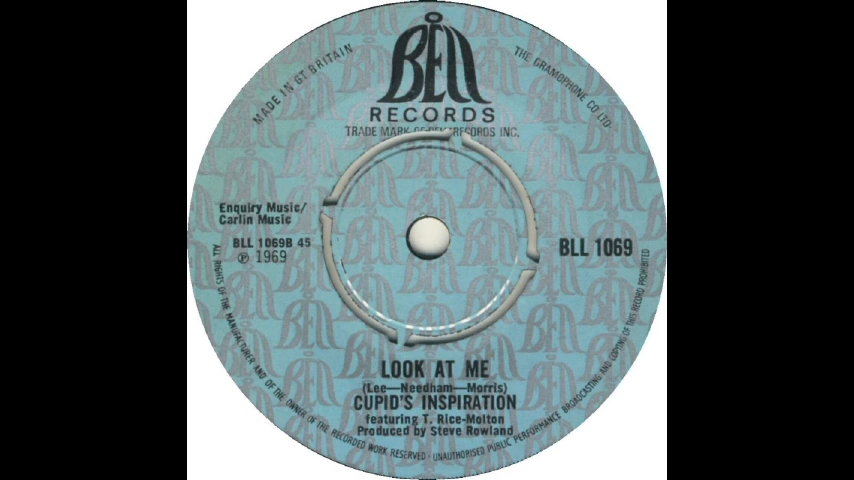 BELL
RECORDS
TRADE MARK OF BELL RECORDS INC.
MADE IN GT BRITAIN
THE GRAMOPHONE CO LTD.
Enquiry Music/
Carlin Music
BLL 1069B 45
℗ 1969
BLL 1069
LOOK AT ME
(Lee—Needham—Morris)
CUPID'S INSPIRATION
featuring T. Rice-Molton
Produced by Steve Rowland
ALL RIGHTS OF THE MANUFACTURER AND OF THE OWNER OF THE RECORDED WORK RESERVED · UNAUTHORISED PUBLIC PERFORMANCE BROADCASTING AND COPYING OF THIS RECORD PROHIBITED